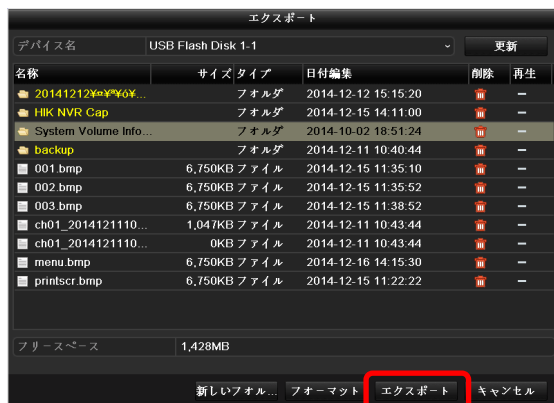 エクスポート
デバイス名 USB Flash Disk 1-1 更新
名称 サイズ タイプ 日付編集 削除 再生
20141212¥¤¥ª¥ó¥... フォルダ 2014-12-12 15:15:20 –
HIK NVR Cap フォルダ 2014-12-15 14:11:00 –
System Volume Info... フォルダ 2014-10-02 18:51:24 –
backup フォルダ 2014-12-11 10:40:44 –
001.bmp 6,750KB ファイル 2014-12-15 11:35:10 –
002.bmp 6,750KB ファイル 2014-12-15 11:35:52 –
003.bmp 6,750KB ファイル 2014-12-15 11:38:52 –
ch01_2014121110... 1,047KB ファイル 2014-12-11 10:43:44 –
ch01_2014121110... 0KB ファイル 2014-12-11 10:43:44 –
menu.bmp 6,750KB ファイル 2014-12-16 14:15:30 –
printscr.bmp 6,750KB ファイル 2014-12-15 11:22:22 –
フリースペース 1,428MB
新しいフォル... フォーマット エクスポート キャンセル